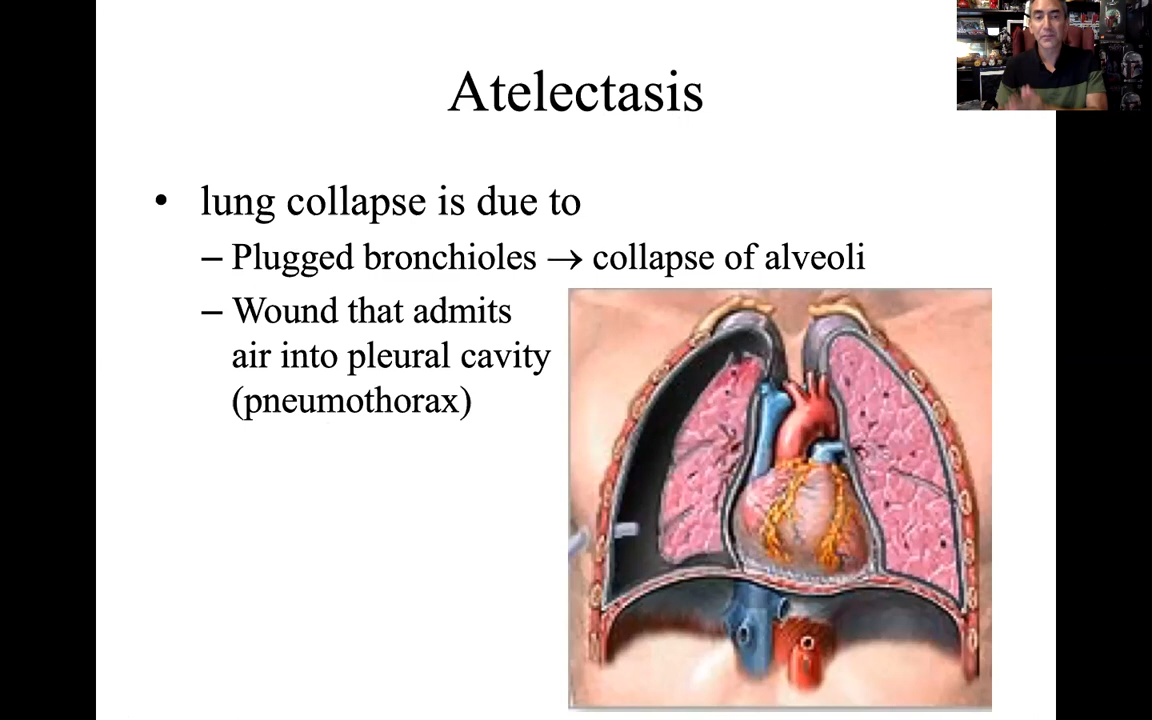 Atelectasis
• lung collapse is due to
– Plugged bronchioles → collapse of alveoli
– Wound that admits
air into pleural cavity
(pneumothorax)